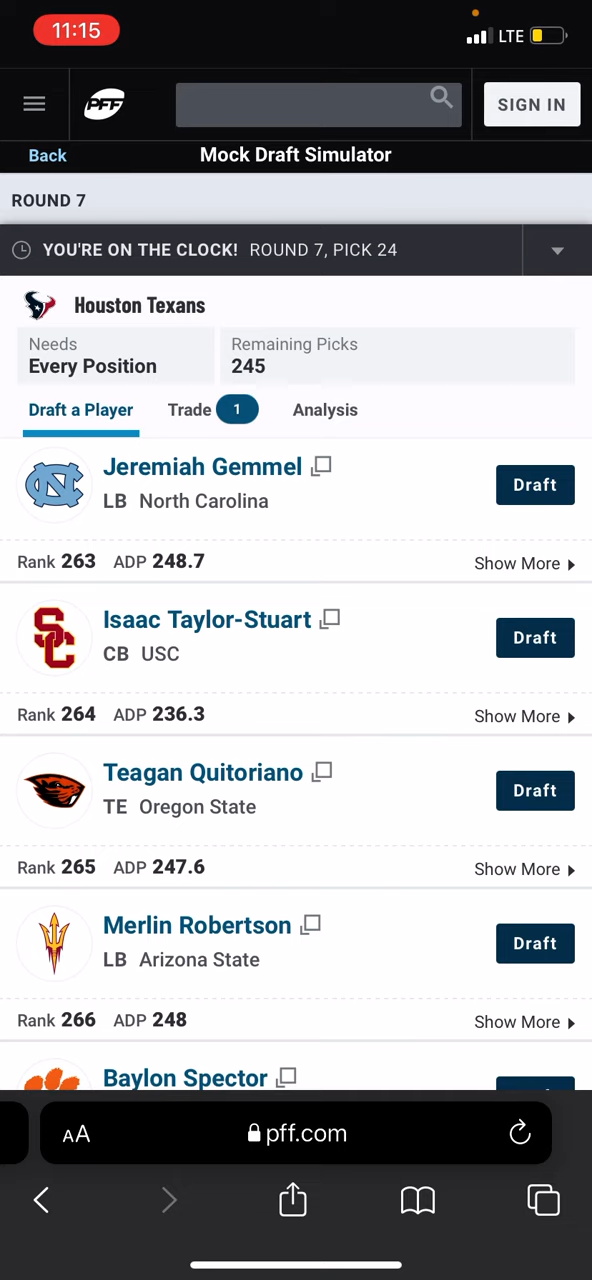 11:15
LTE
PFF
SIGN IN
Back
Mock Draft Simulator
ROUND 7
YOU'RE ON THE CLOCK! ROUND 7, PICK 24
Houston Texans
Needs
Every Position
Remaining Picks
245
Draft a Player
Trade 1
Analysis
NC
Jeremiah Gemmel
LB North Carolina
Draft
Rank 263 ADP 248.7
Show More
SC
Isaac Taylor-Stuart
CB USC
Draft
Rank 264 ADP 236.3
Show More
Teagan Quitoriano
TE Oregon State
Draft
Rank 265 ADP 247.6
Show More
Merlin Robertson
LB Arizona State
Draft
Rank 266 ADP 248
Show More
Baylon Spector
AA
pff.com